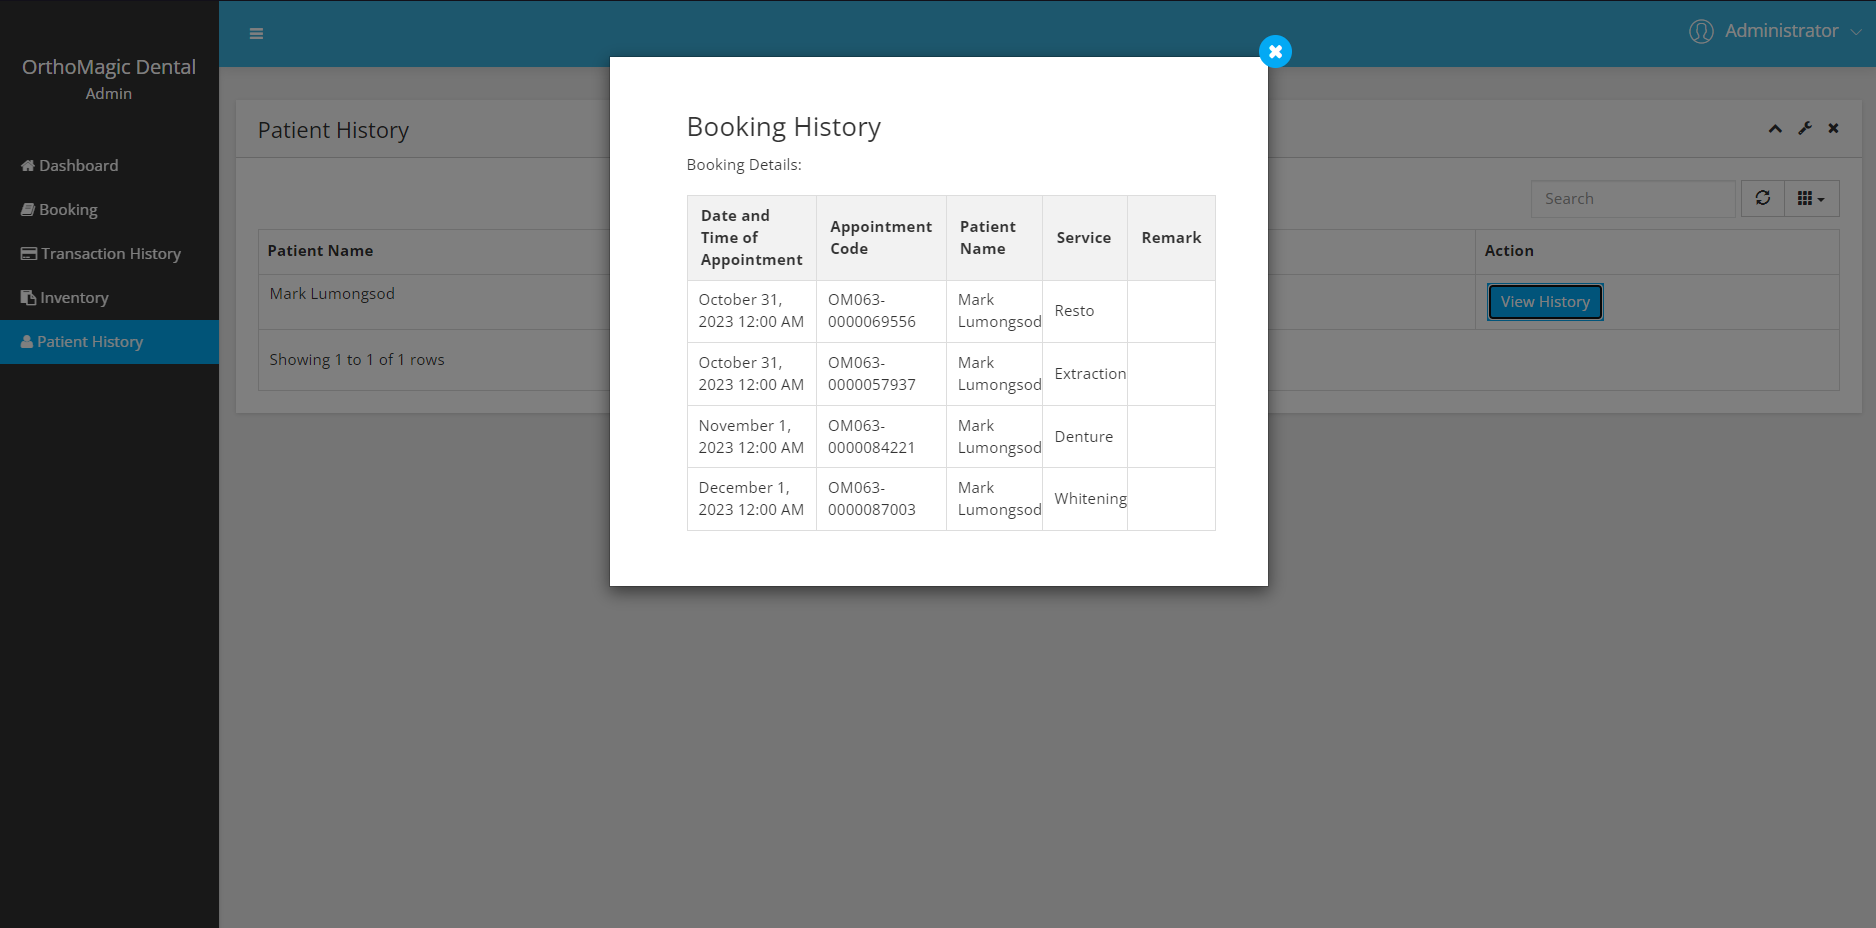 OrthoMagic Dental
Admin
Dashboard
Booking
Transaction History
Inventory
Patient History
Administrator
Patient History
Search
Patient Name
Action
Mark Lumongsod
View History
Showing 1 to 1 of 1 rows
Booking History
Booking Details:
Date and
Time of
Appointment
Appointment
Code
Patient
Name
Service
Remark
October 31,
2023 12:00 AM
OM063-
0000069556
Mark
Lumongsod
Resto
October 31,
2023 12:00 AM
OM063-
0000057937
Mark
Lumongsod
Extraction
November 1,
2023 12:00 AM
OM063-
0000084221
Mark
Lumongsod
Denture
December 1,
2023 12:00 AM
OM063-
0000087003
Mark
Lumongsod
Whitening